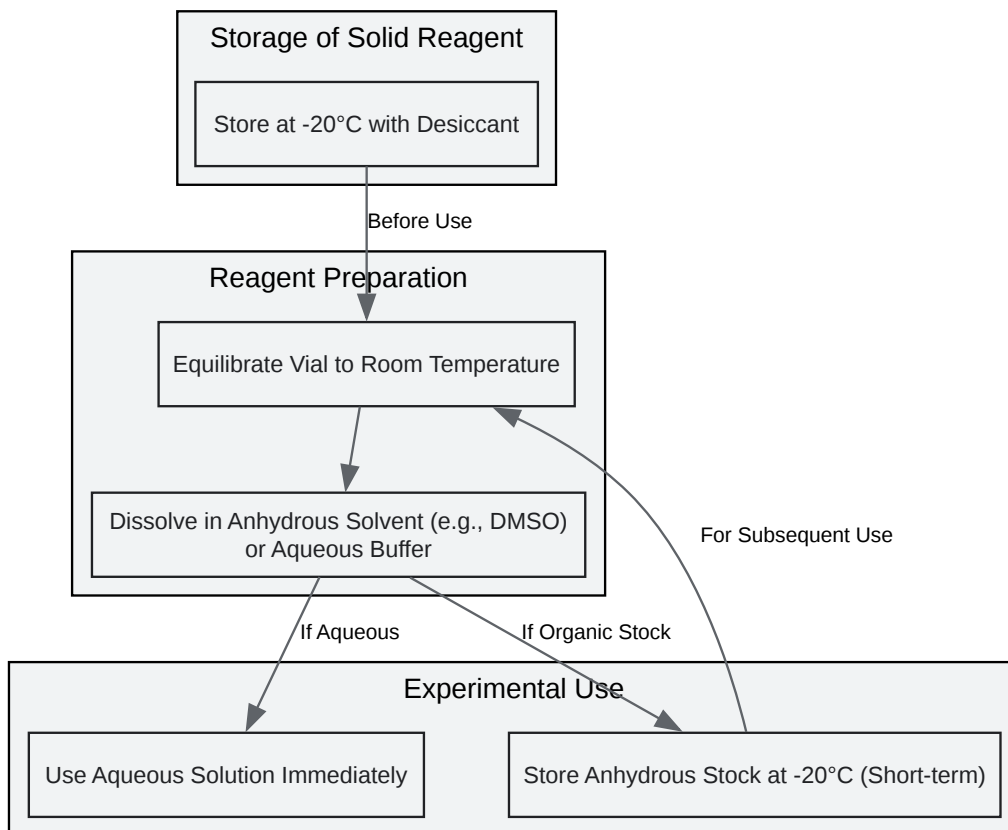 Storage of Solid Reagent
Store at -20°C with Desiccant
Before Use
Reagent Preparation
Equilibrate Vial to Room Temperature
Dissolve in Anhydrous Solvent (e.g., DMSO)
or Aqueous Buffer
For Subsequent Use
If Aqueous
If Organic Stock
Experimental Use
Use Aqueous Solution Immediately
Store Anhydrous Stock at -20°C (Short-term)